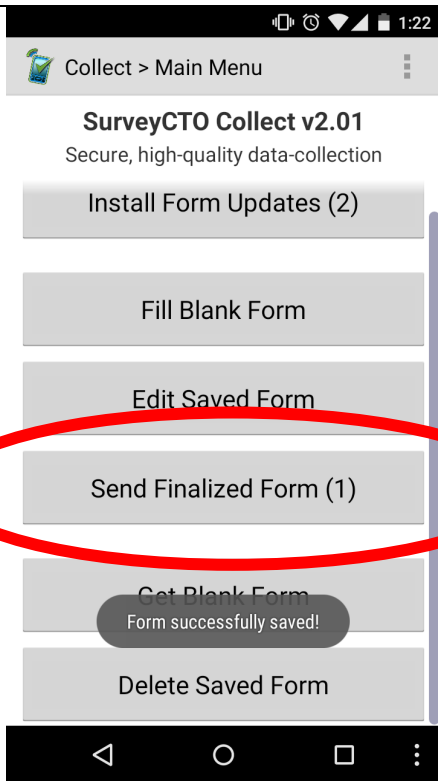 1:22
Collect > Main Menu
SurveyCTO Collect v2.01
Secure, high-quality data-collection
Install Form Updates (2)
Fill Blank Form
Edit Saved Form
Send Finalized Form (1)
Get Blank Form
Form successfully saved!
Delete Saved Form